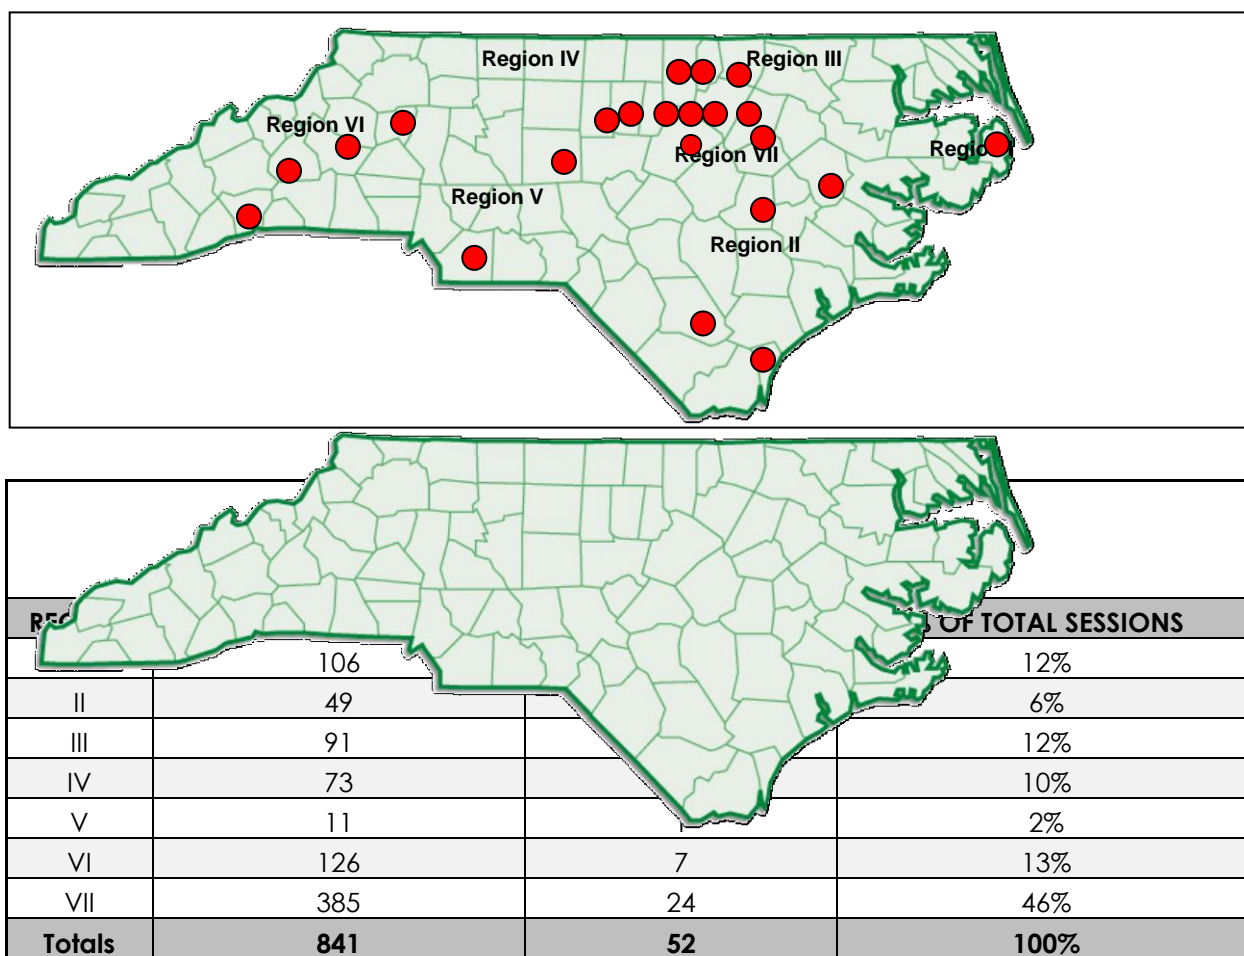 Region IV
Region III
Region VI
Region VII
Region V
Region II
OF TOTAL SESSIONS
106 12%
II 49 6%
III 91 12%
IV 73 10%
V 11 2%
VI 126 7 13%
VII 385 24 46%
Totals 841 52 100%